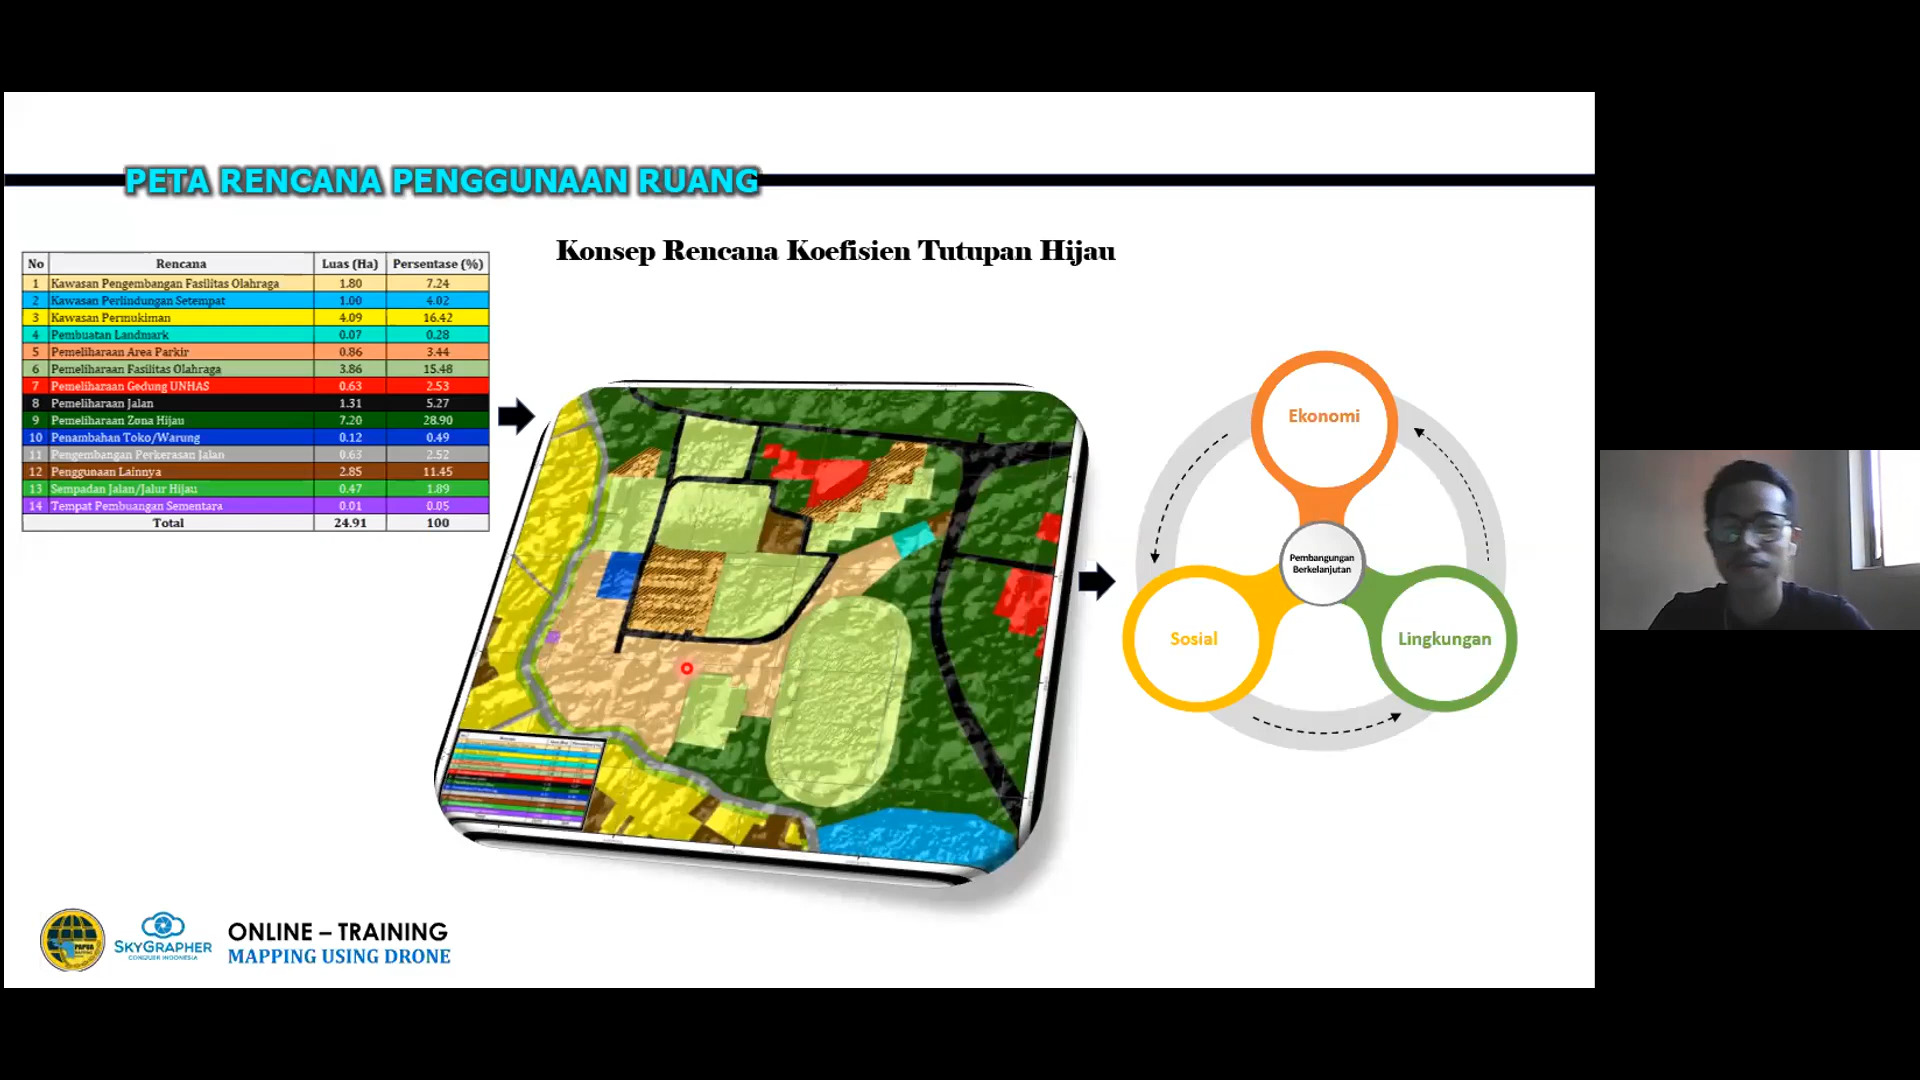 PETA RENCANA PENGGUNAAN RUANG
Konsep Rencana Koefisien Tutupan Hijau
No Rencana Luas (Ha) Persentase (%)
1 Kawasan Pengembangan Fasilitas Olahraga 1.80 7.24
2 Kawasan Perlindungan Setempat 1.00 4.02
3 Kawasan Permukiman 4.09 16.42
4 Pembuatan Landmark 0.07 0.28
5 Pemeliharaan Area Parkir 0.86 3.44
6 Pemeliharaan Fasilitas Olahraga 3.86 15.48
7 Pemeliharaan Gedung UNHAS 0.63 2.53
8 Pemeliharaan Jalan 1.31 5.27
9 Pemeliharaan Zona Hijau 7.20 28.90
10 Penambahan Toko/Warung 0.12 0.49
11 Pengembangan Perkerasan Jalan 0.63 2.52
12 Penggunaan Lainnya 2.85 11.45
13 Sempadan Jalan/Jalur Hijau 0.47 1.89
14 Tempat Pembuangan Sementara 0.01 0.05
Total 24.91 100
Ekonomi
Pembangungan
Berkelanjutan
Sosial
Lingkungan
SKYGRAPHER
CONQUER INDONESIA
ONLINE – TRAINING
MAPPING USING DRONE